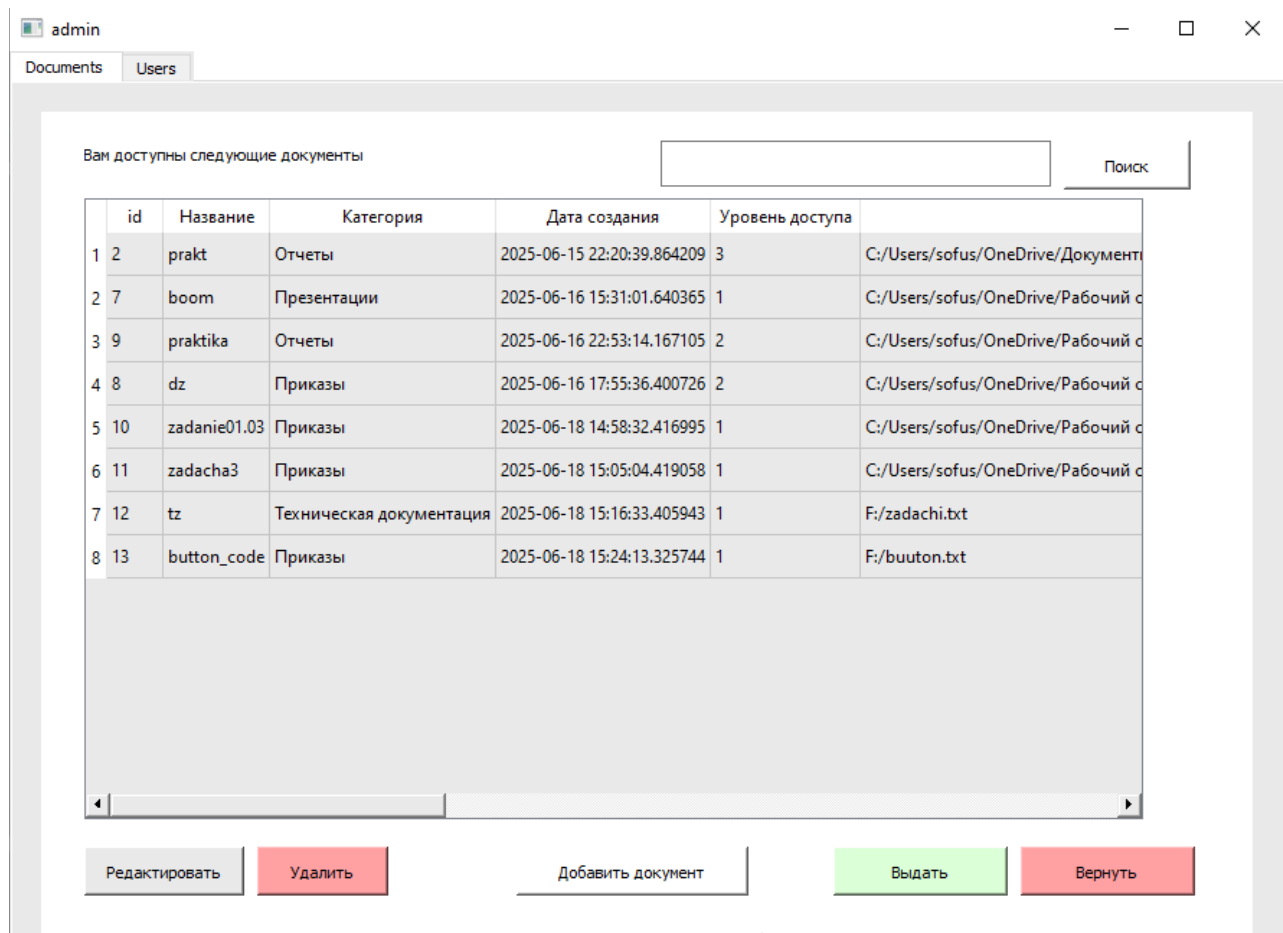 admin
Documents Users
Вам доступны следующие документы
Поиск
id Название Категория Дата создания Уровень доступа
1 2 prakt Отчеты 2025-06-15 22:20:39.864209 3 C:/Users/sofus/OneDrive/Документы
2 7 boom Презентации 2025-06-16 15:31:01.640365 1 C:/Users/sofus/OneDrive/Рабочий с
3 9 praktika Отчеты 2025-06-16 22:53:14.167105 2 C:/Users/sofus/OneDrive/Рабочий с
4 8 dz Приказы 2025-06-16 17:55:36.400726 2 C:/Users/sofus/OneDrive/Рабочий с
5 10 zadanie01.03 Приказы 2025-06-18 14:58:32.416995 1 C:/Users/sofus/OneDrive/Рабочий с
6 11 zadacha3 Приказы 2025-06-18 15:05:04.419058 1 C:/Users/sofus/OneDrive/Рабочий с
7 12 tz Техническая документация 2025-06-18 15:16:33.405943 1 F:/zadachi.txt
8 13 button_code Приказы 2025-06-18 15:24:13.325744 1 F:/buuton.txt
Редактировать Удалить Добавить документ Выдать Вернуть